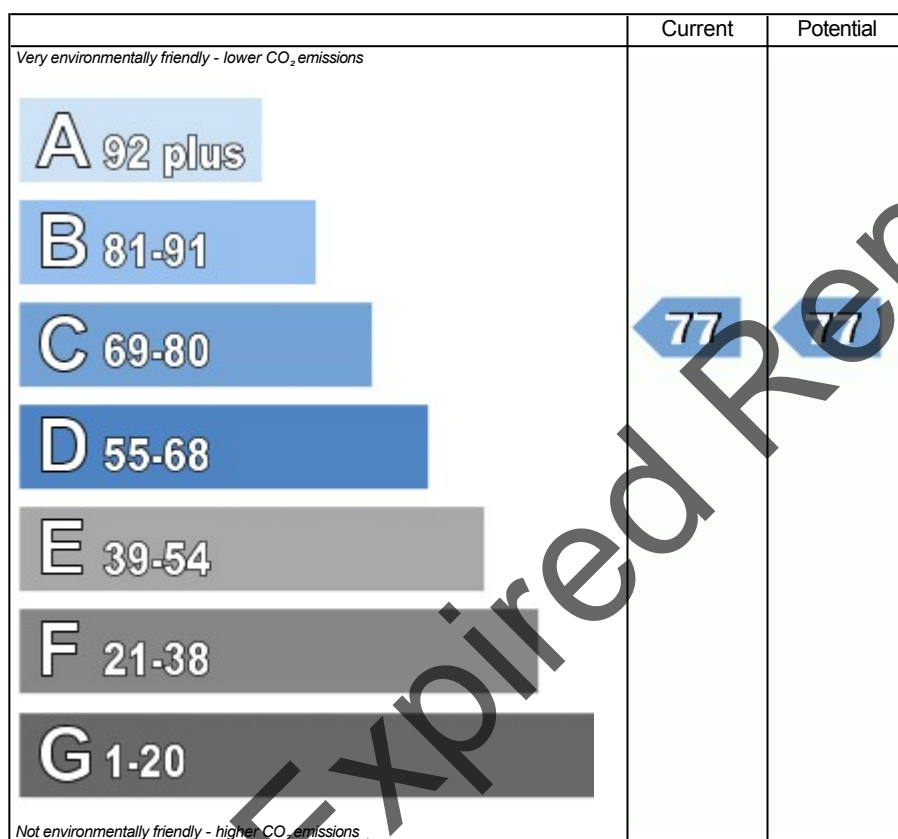 Current Potential
Very environmentally friendly - lower CO₂ emissions
A 92 plus
B 81-91
C 69-80
77 77
D 55-68
E 39-54
F 21-38
G 1-20
Not environmentally friendly - higher CO₂ emissions
Expired Rep